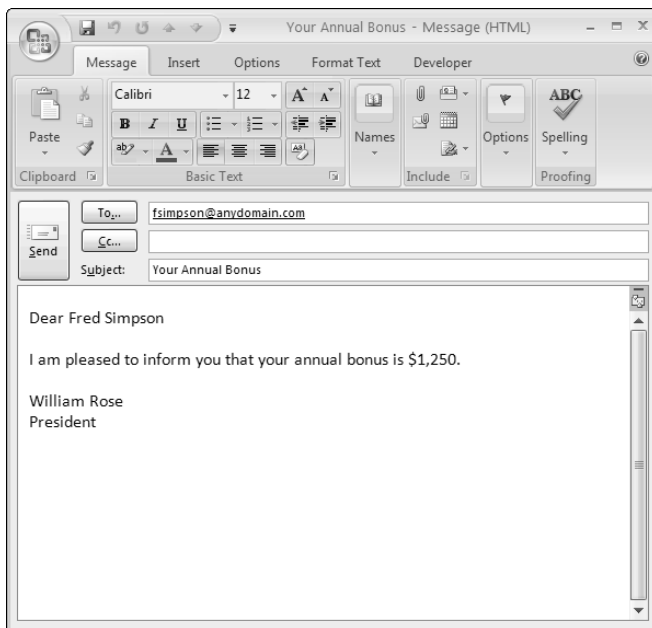 Your Annual Bonus - Message (HTML)
Message Insert Options Format Text Developer
Calibri 12 A A
B I U
ab A Aa
Paste
Names
Options
ABC
Spelling
Clipboard Basic Text Include Proofing
Send
To... fsimpson@anydomain.com
Cc...
Subject: Your Annual Bonus
Dear Fred Simpson
I am pleased to inform you that your annual bonus is $1,250.
William Rose
President